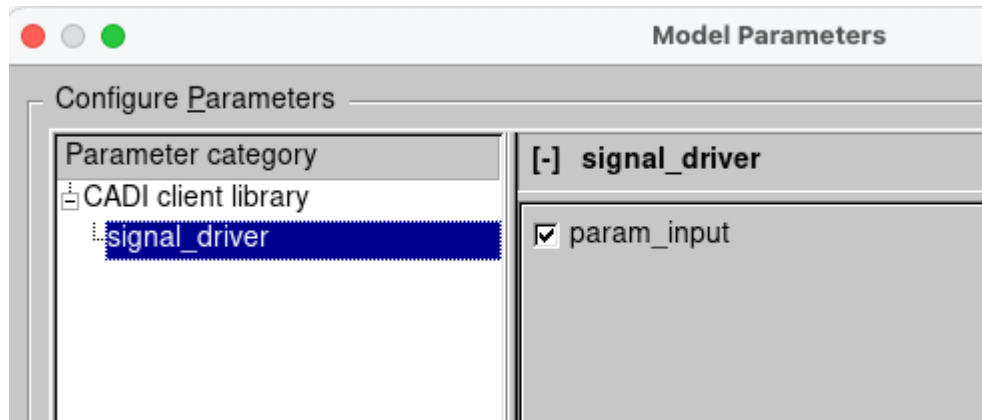 Model Parameters
Configure Parameters
Parameter category
CADI client library
signal_driver
[-] signal_driver
param_input